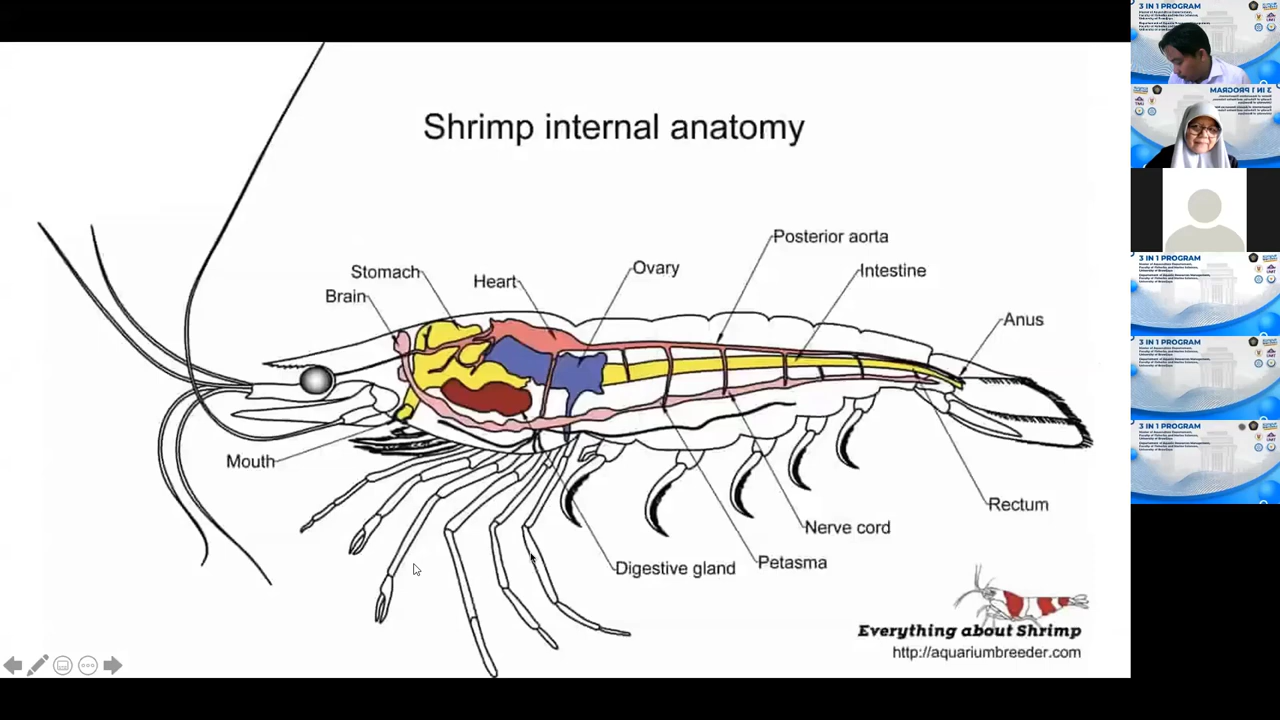 Shrimp internal anatomy
Posterior aorta
Stomach
Heart
Ovary
Intestine
Brain
Anus
Mouth
Rectum
Nerve cord
Digestive gland
Petasma
Everything about Shrimp
http://aquariumbreeder.com
3 IN 1 PROGRAM
3 IN 1 PROGRAM
3 IN 1 PROGRAM
3 IN 1 PROGRAM
3 IN 1 PROGRAM